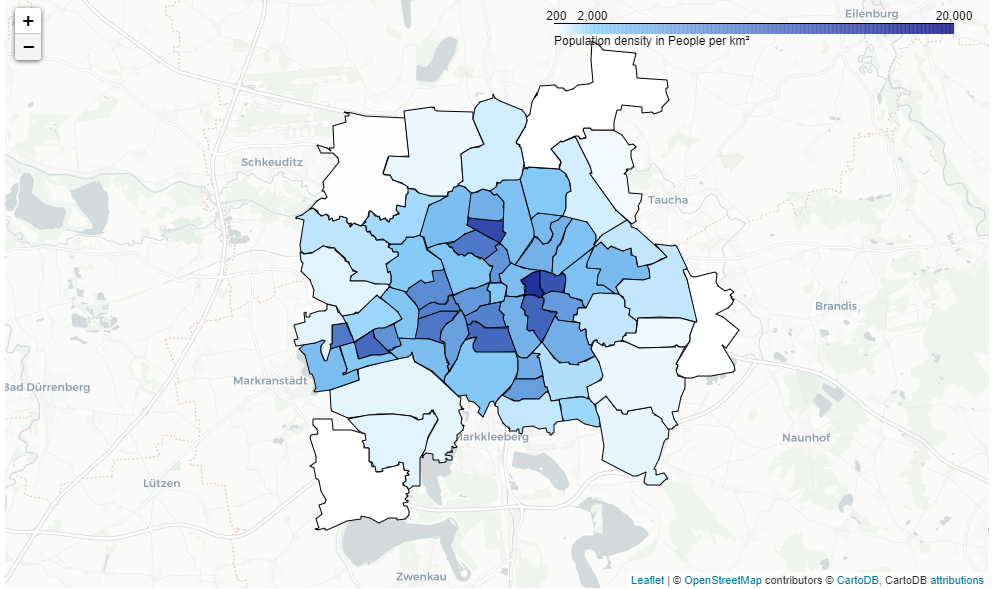 +
−
200 2,000 20,000
Population density in People per km²
Eilenburg
Schkeuditz
Taucha
Brandis
Bad Dürrenberg
Markranstädt
Markkleeberg
Naunhof
Lützen
Zwenkau
Leaflet | © OpenStreetMap contributors © CartoDB, CartoDB attributions